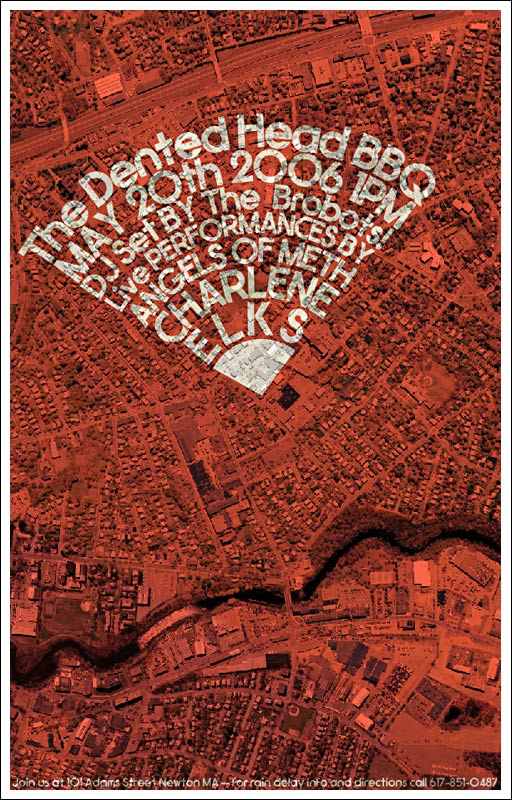 The Dented Head BBQ
MAY 20th 2006 1PM
DJ Set BY The Brobots!
Live PERFORMANCES BY
ANGELS OF METH
CHARLENE
ELKS
Join us at 101 Adams Street Newton MA -- for rain delay info and directions call 617-851-0487